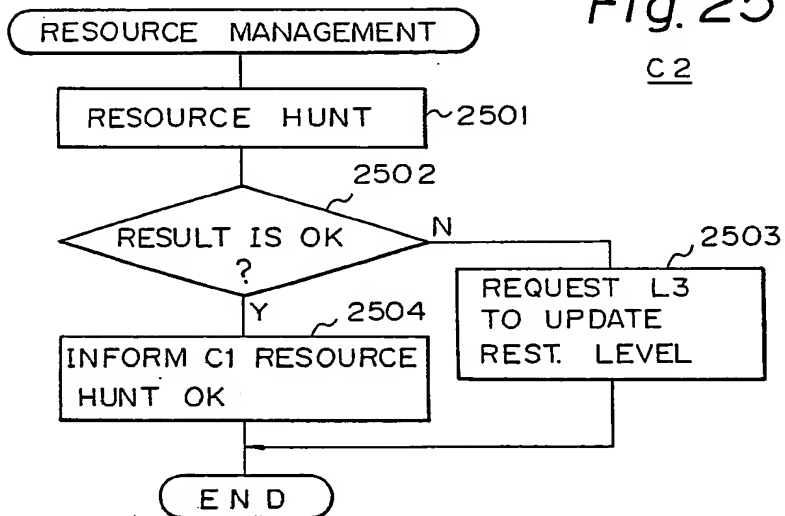 Fig. 25
C2
RESOURCE MANAGEMENT
RESOURCE HUNT
2501
2502
RESULT IS OK
?
N
Y
2503
REQUEST L3
TO UPDATE
REST. LEVEL
2504
INFORM C1 RESOURCE
HUNT OK
END